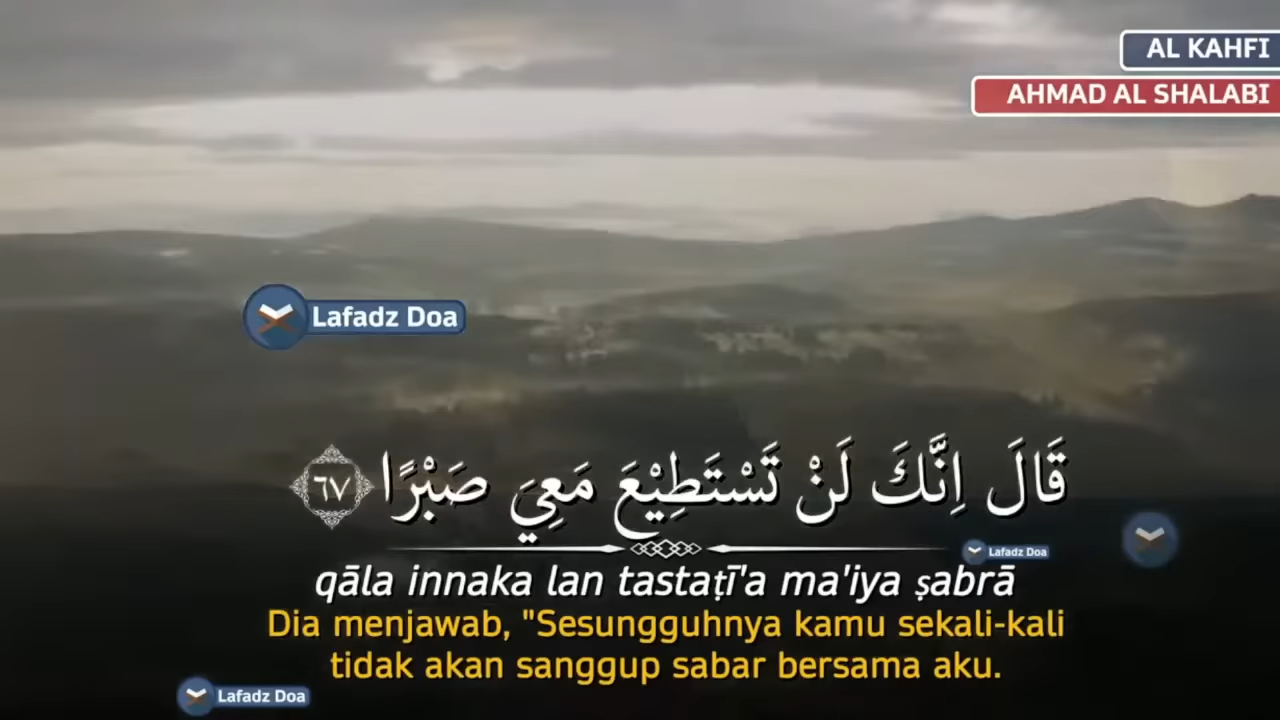 AL KAHFI
AHMAD AL SHALABI
Lafadz Doa
قَالَ اِنَّكَ لَنْ تَسْتَطِيْعَ مَعِيَ صَبْرًا ٦٧
Lafadz Doa
qāla innaka lan tastaṭī'a ma'iya ṣabrā
Dia menjawab, "Sesungguhnya kamu sekali-kali
tidak akan sanggup sabar bersama aku.
Lafadz Doa